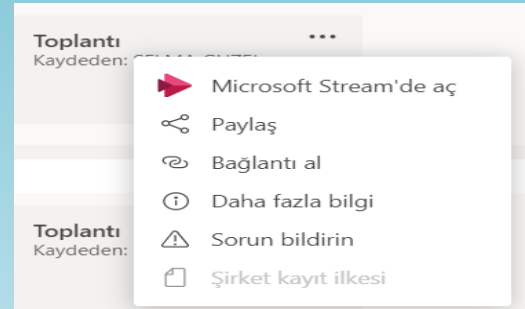 Toplantı
Kaydeden:
Microsoft Stream'de aç
Paylaş
Bağlantı al
Daha fazla bilgi
Toplantı
Kaydeden:
Sorun bildirin
Şirket kayıt ilkesi